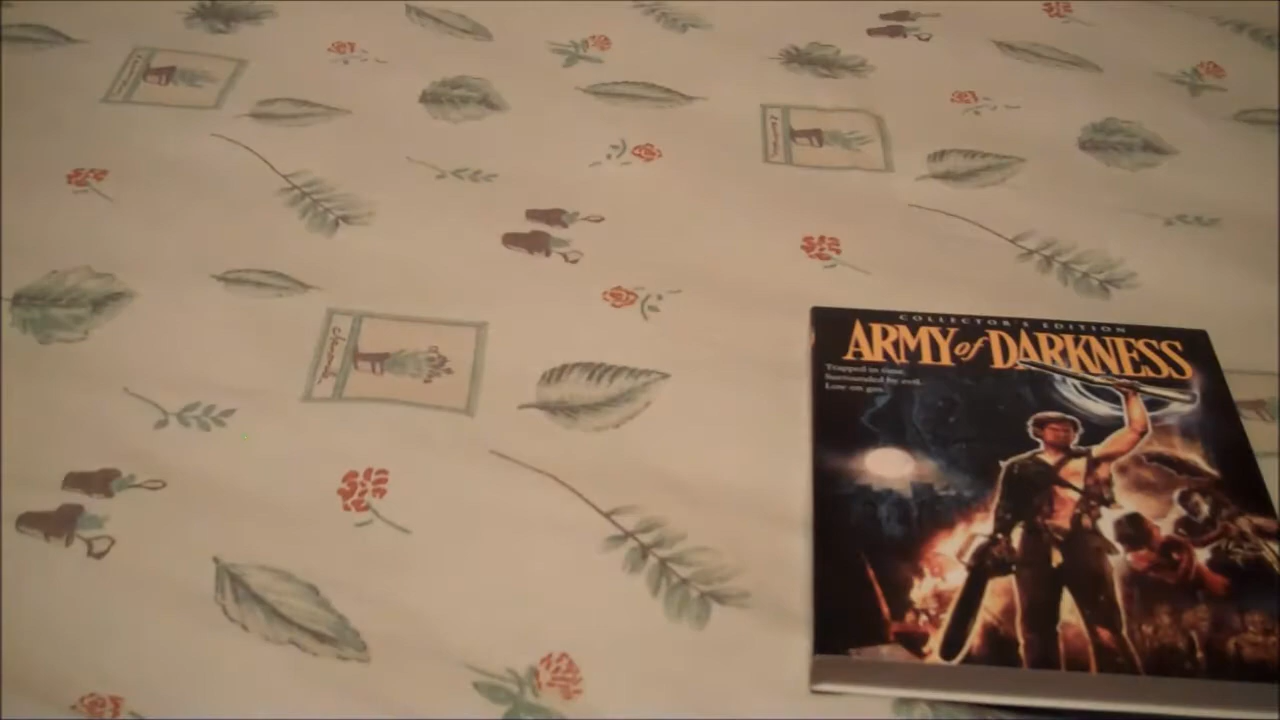 COLLECTOR'S EDITION
ARMY of DARKNESS
Trapped in time.
Surrounded by evil.
Low on gas.